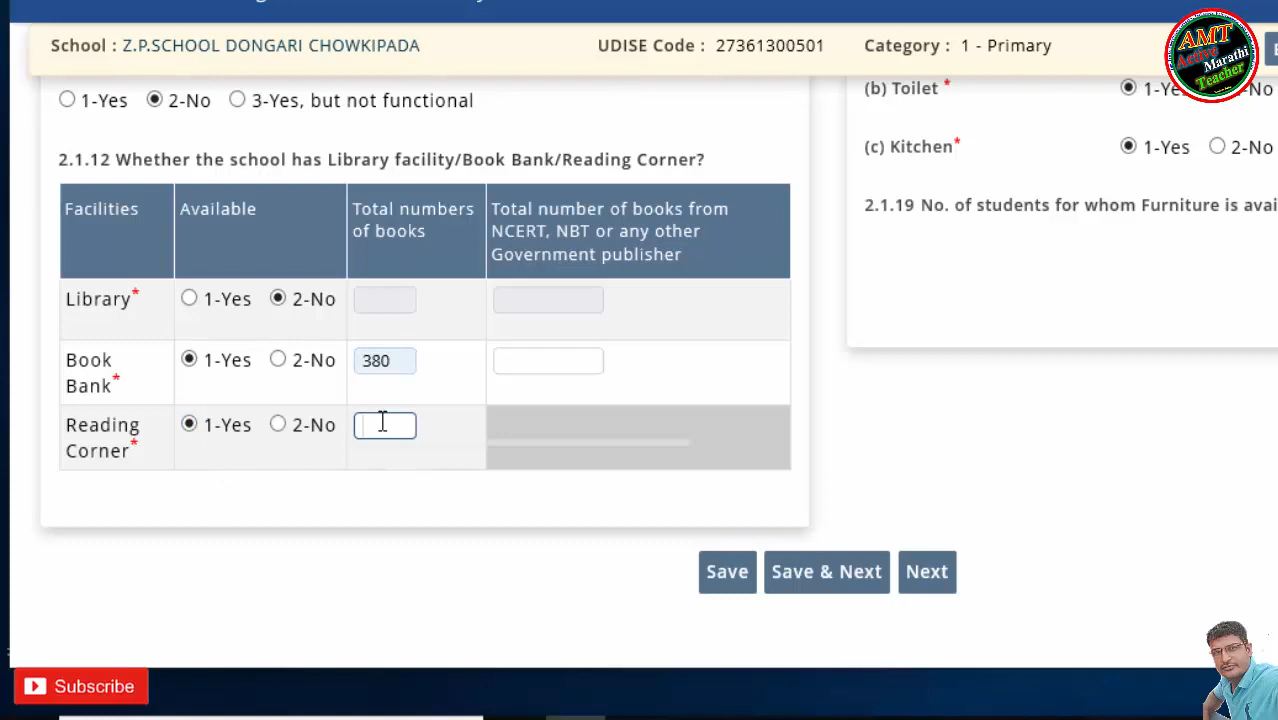 School : Z.P.SCHOOL DONGARI CHOWKIPADA UDISE Code : 27361300501 Category : 1 - Primary
AMT
Active
Marathi
Teacher
1-Yes 2-No 3-Yes, but not functional
2.1.12 Whether the school has Library facility/Book Bank/Reading Corner?
Facilities Available Total numbers of books Total number of books from NCERT, NBT or any other Government publisher
Library* 1-Yes 2-No
Book Bank* 1-Yes 2-No 380
Reading Corner* 1-Yes 2-No
(b) Toilet * 1-Ye No
(c) Kitchen* 1-Yes 2-No
2.1.19 No. of students for whom Furniture is avai
Save Save & Next Next
Subscribe